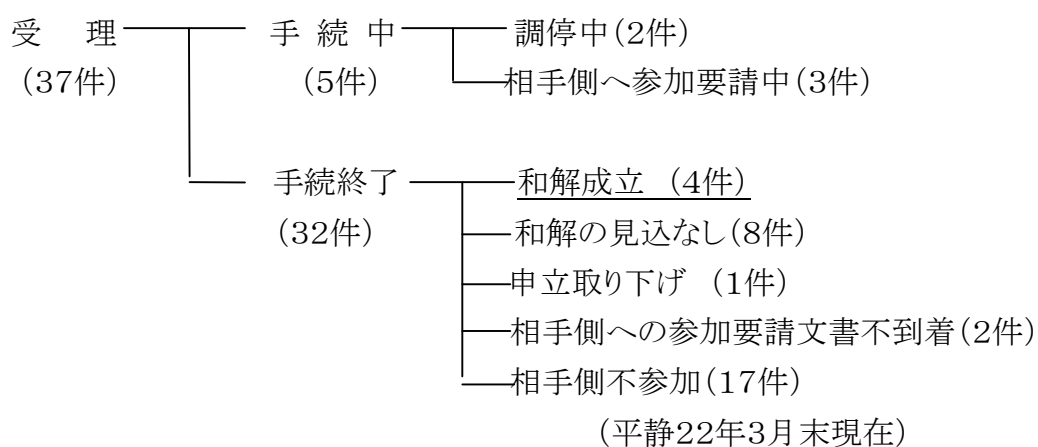 受　理　手 続 中　調停中(2件)
(37件)　(5件)　相手側へ参加要請中(3件)
手続終了　和解成立　(4件)
(32件)　和解の見込なし(8件)
申立取り下げ　(1件)
相手側への参加要請文書不到着(2件)
相手側不参加(17件)
(平静22年3月末現在)